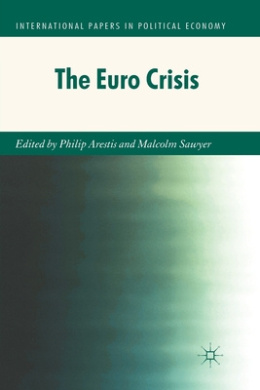 INTERNATIONAL PAPERS IN POLITICAL ECONOMY
The Euro Crisis
Edited by Philip Arestis and Malcolm Sawyer